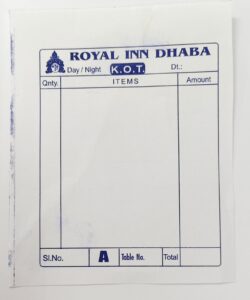 ROYAL INN DHABA
Day / Night K.O.T. Dt.:
Qnty. ITEMS Amount
Sl.No. A Table No. Total